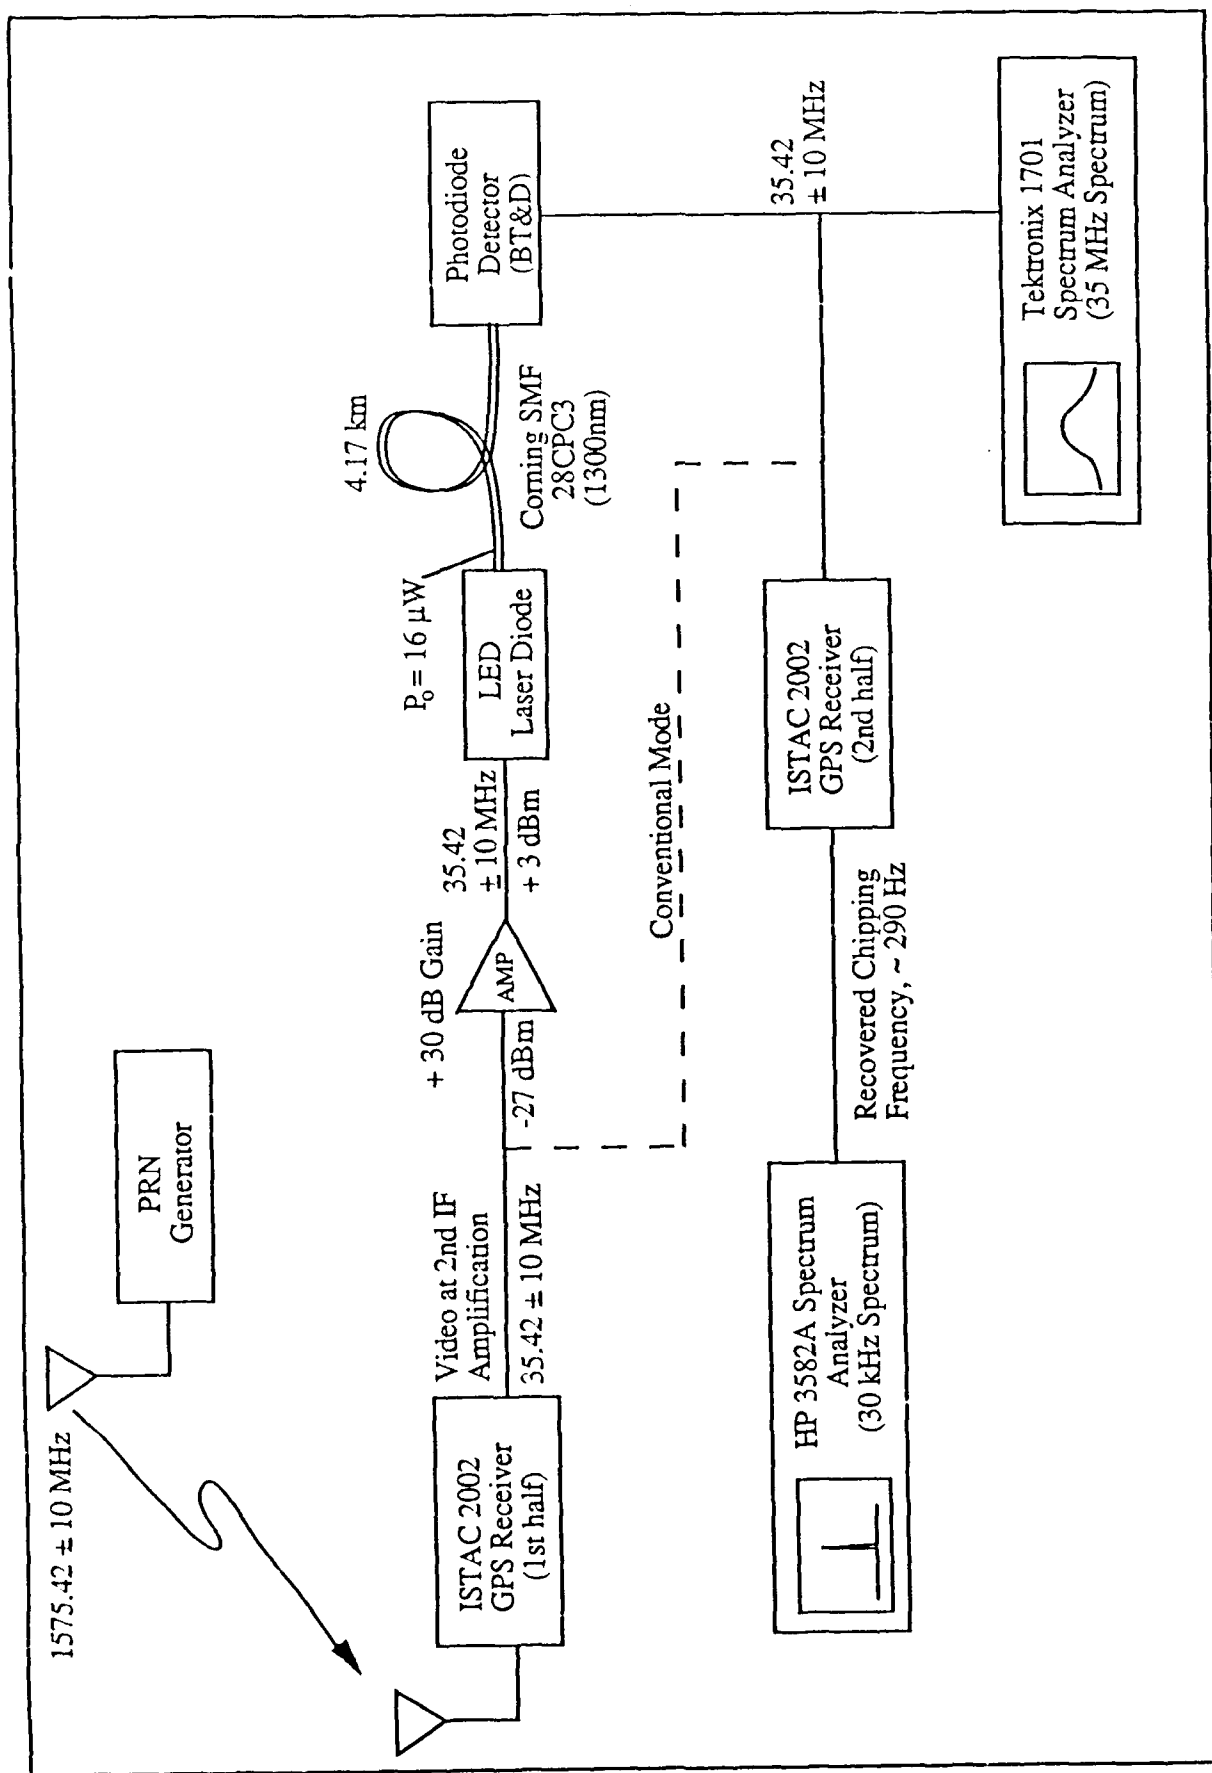 1575.42 ± 10 MHz
PRN
Generator
ISTAC 2002
GPS Receiver
(1st half)
Video at 2nd IF
Amplification
35.42 ± 10 MHz
+ 30 dB Gain
-27 dBm
AMP
35.42
± 10 MHz
+ 3 dBm
LED
Laser Diode
Po = 16 µW
4.17 km
Corning SMF
28CPC3
(1300nm)
Photodiode
Detector
(BT&D)
Conventional Mode
35.42
± 10 MHz
HP 3582A Spectrum
Analyzer
(30 kHz Spectrum)
Recovered Chipping
Frequency, ~ 290 Hz
ISTAC 2002
GPS Receiver
(2nd half)
Tektronix 1701
Spectrum Analyzer
(35 MHz Spectrum)